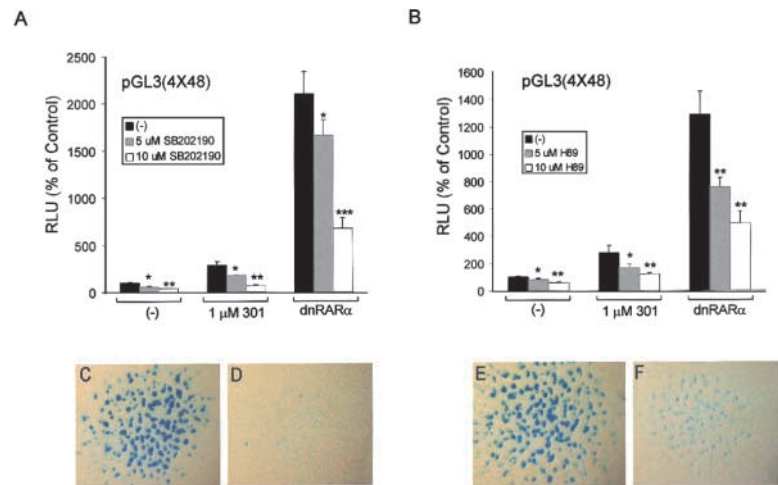 A
pGL3(4X48)
RLU (% of Control)
2500
2000
1500
1000
500
0
(-)
5 uM SB202190
10 uM SB202190
* ** * ** * ***
(-) 1 μM 301 dnRARα
B
pGL3(4X48)
RLU (% of Control)
1600
1400
1200
1000
800
600
400
200
0
(-)
5 uM H89
10 uM H89
* ** * ** ** **
(-) 1 μM 301 dnRARα
C D E F